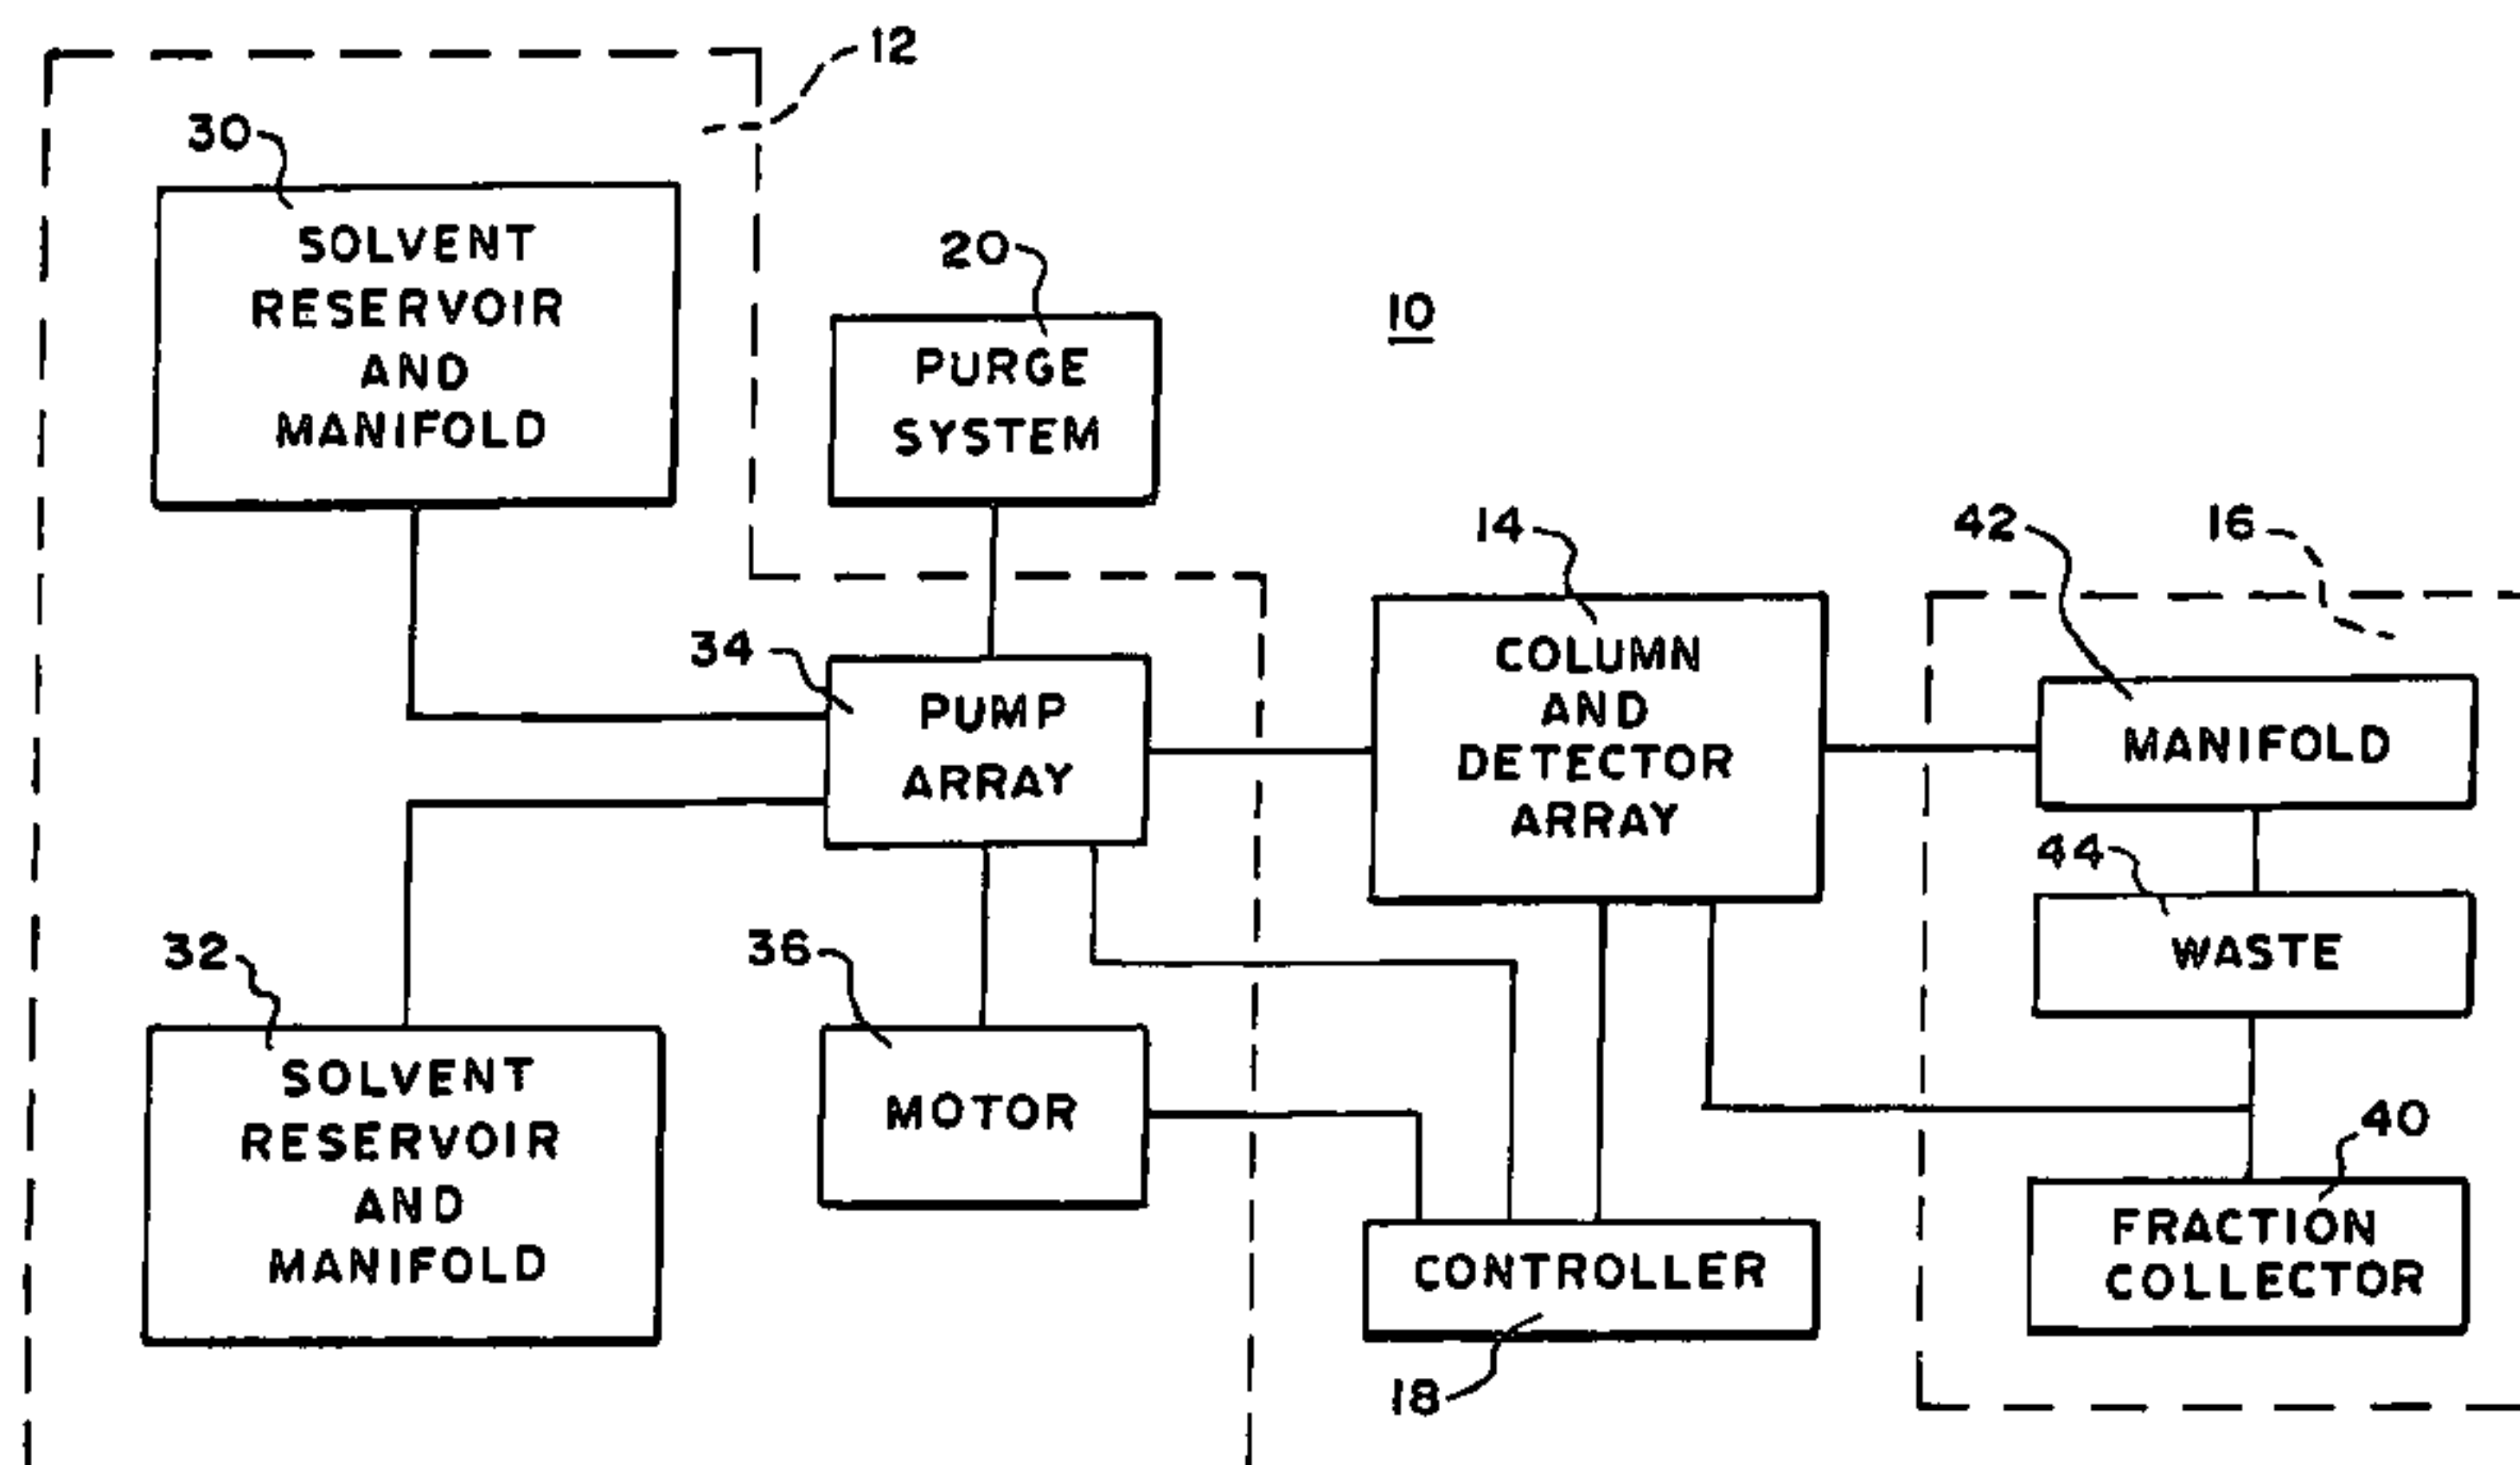 12
30
SOLVENT
RESERVOIR
AND
MANIFOLD
20
PURGE
SYSTEM
10
34
PUMP
ARRAY
14
COLUMN
AND
DETECTOR
ARRAY
42
16
MANIFOLD
44
WASTE
32
SOLVENT
RESERVOIR
AND
MANIFOLD
36
MOTOR
CONTROLLER
18
40
FRACTION
COLLECTOR